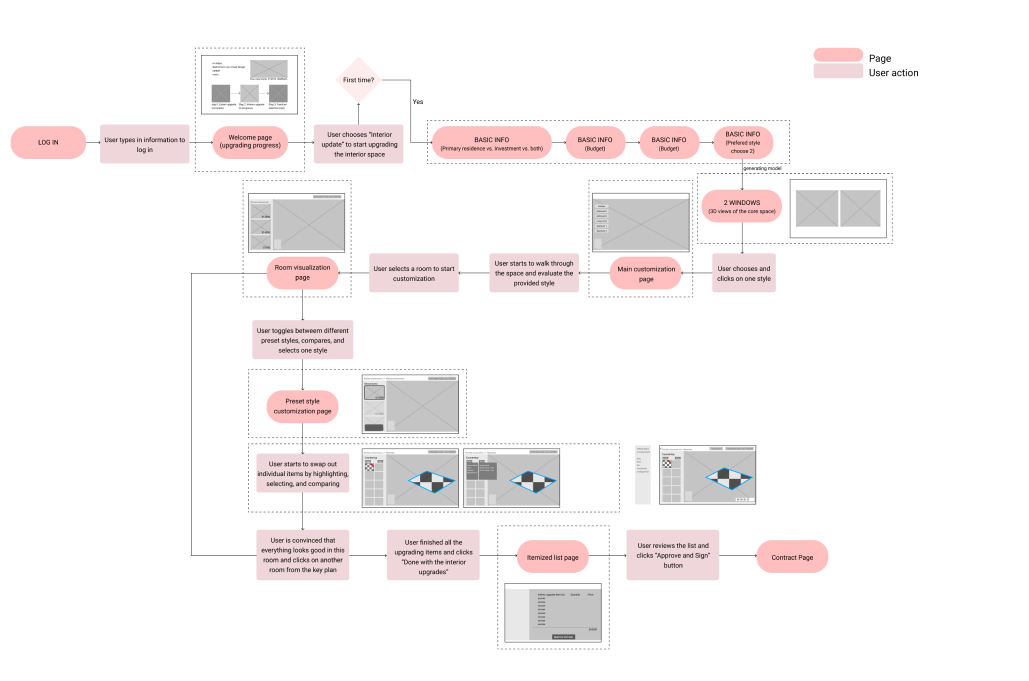 Page
User action
First time?
Yes
LOG IN
User types in information to
log in
Welcome page
(upgrading progress)
User chooses "Interior
update" to start upgrading
the interior space
BASIC INFO
(Primary residence vs. Investment vs. both)
BASIC INFO
(Budget)
BASIC INFO
(Budget)
BASIC INFO
(Prefered style
choose 2)
generating model
2 WINDOWS
(3D views of the core space)
Room visualization
page
User selects a room to start
customization
User starts to walk through
the space and evaluate the
provided style
Main customization
page
User chooses and
clicks on one style
User toggles betweem different
preset styles, compares, and
selects one style
Preset style
customization page
User starts to swap out
individual items by highlighting,
selecting, and comparing
User is convinced that
everything looks good in this
room and clicks on another
room from the key plan
User finished all the
upgrading items and clicks
"Done with the interior
upgrades"
Itemized list page
User reviews the list and
clicks "Approve and Sign"
button
Contract Page